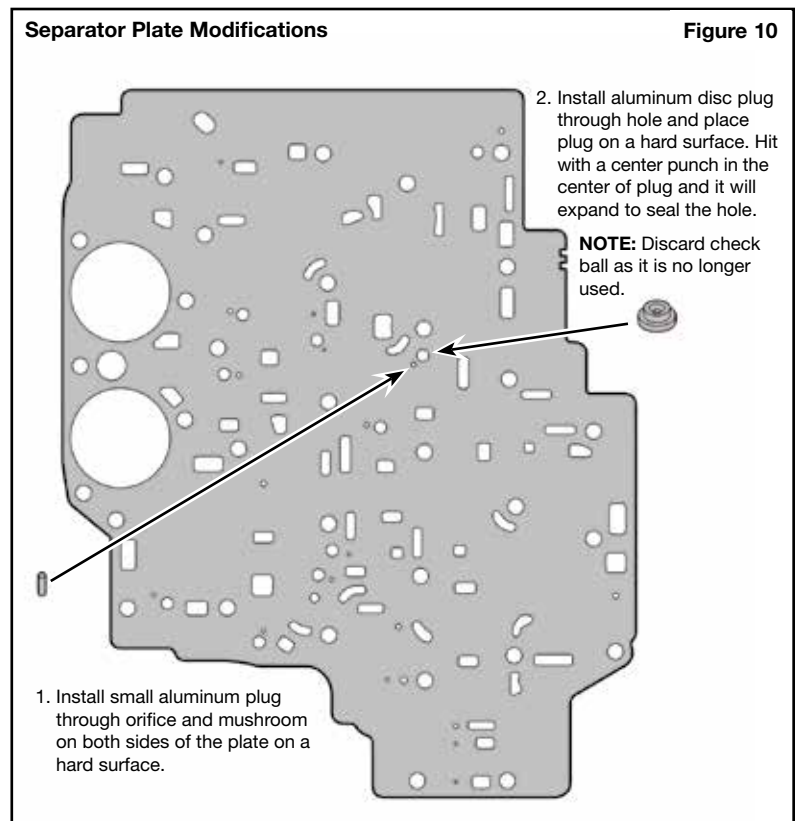 Separator Plate Modifications
Figure 10
2. Install aluminum disc plug
through hole and place
plug on a hard surface. Hit
with a center punch in the
center of plug and it will
expand to seal the hole.
NOTE: Discard check
ball as it is no longer
used.
1. Install small aluminum plug
through orifice and mushroom
on both sides of the plate on a
hard surface.